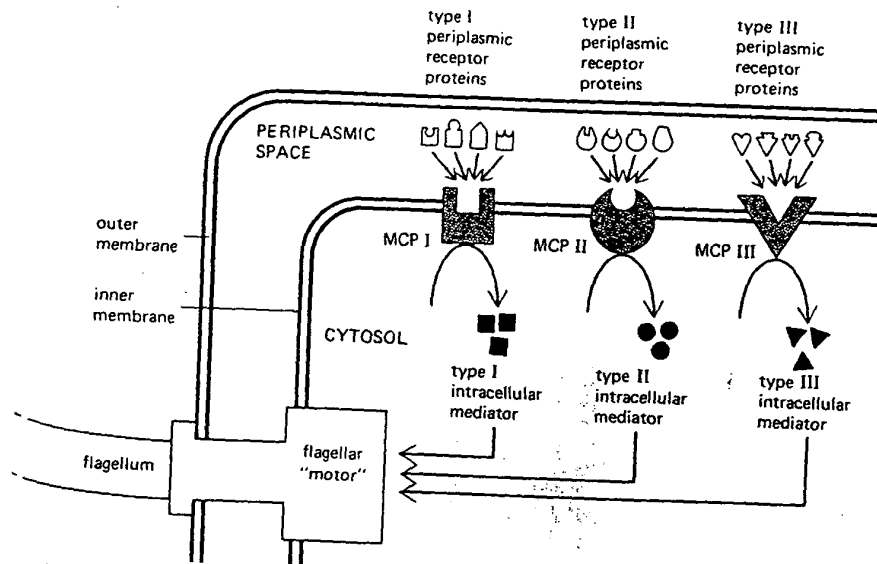 type I
periplasmic
receptor
proteins
type II
periplasmic
receptor
proteins
type III
periplasmic
receptor
proteins
PERIPLASMIC
SPACE
outer
membrane
MCP I
MCP II
MCP III
inner
membrane
CYTOSOL
type I
intracellular
mediator
type II
intracellular
mediator
type III
intracellular
mediator
flagellum
flagellar
"motor"